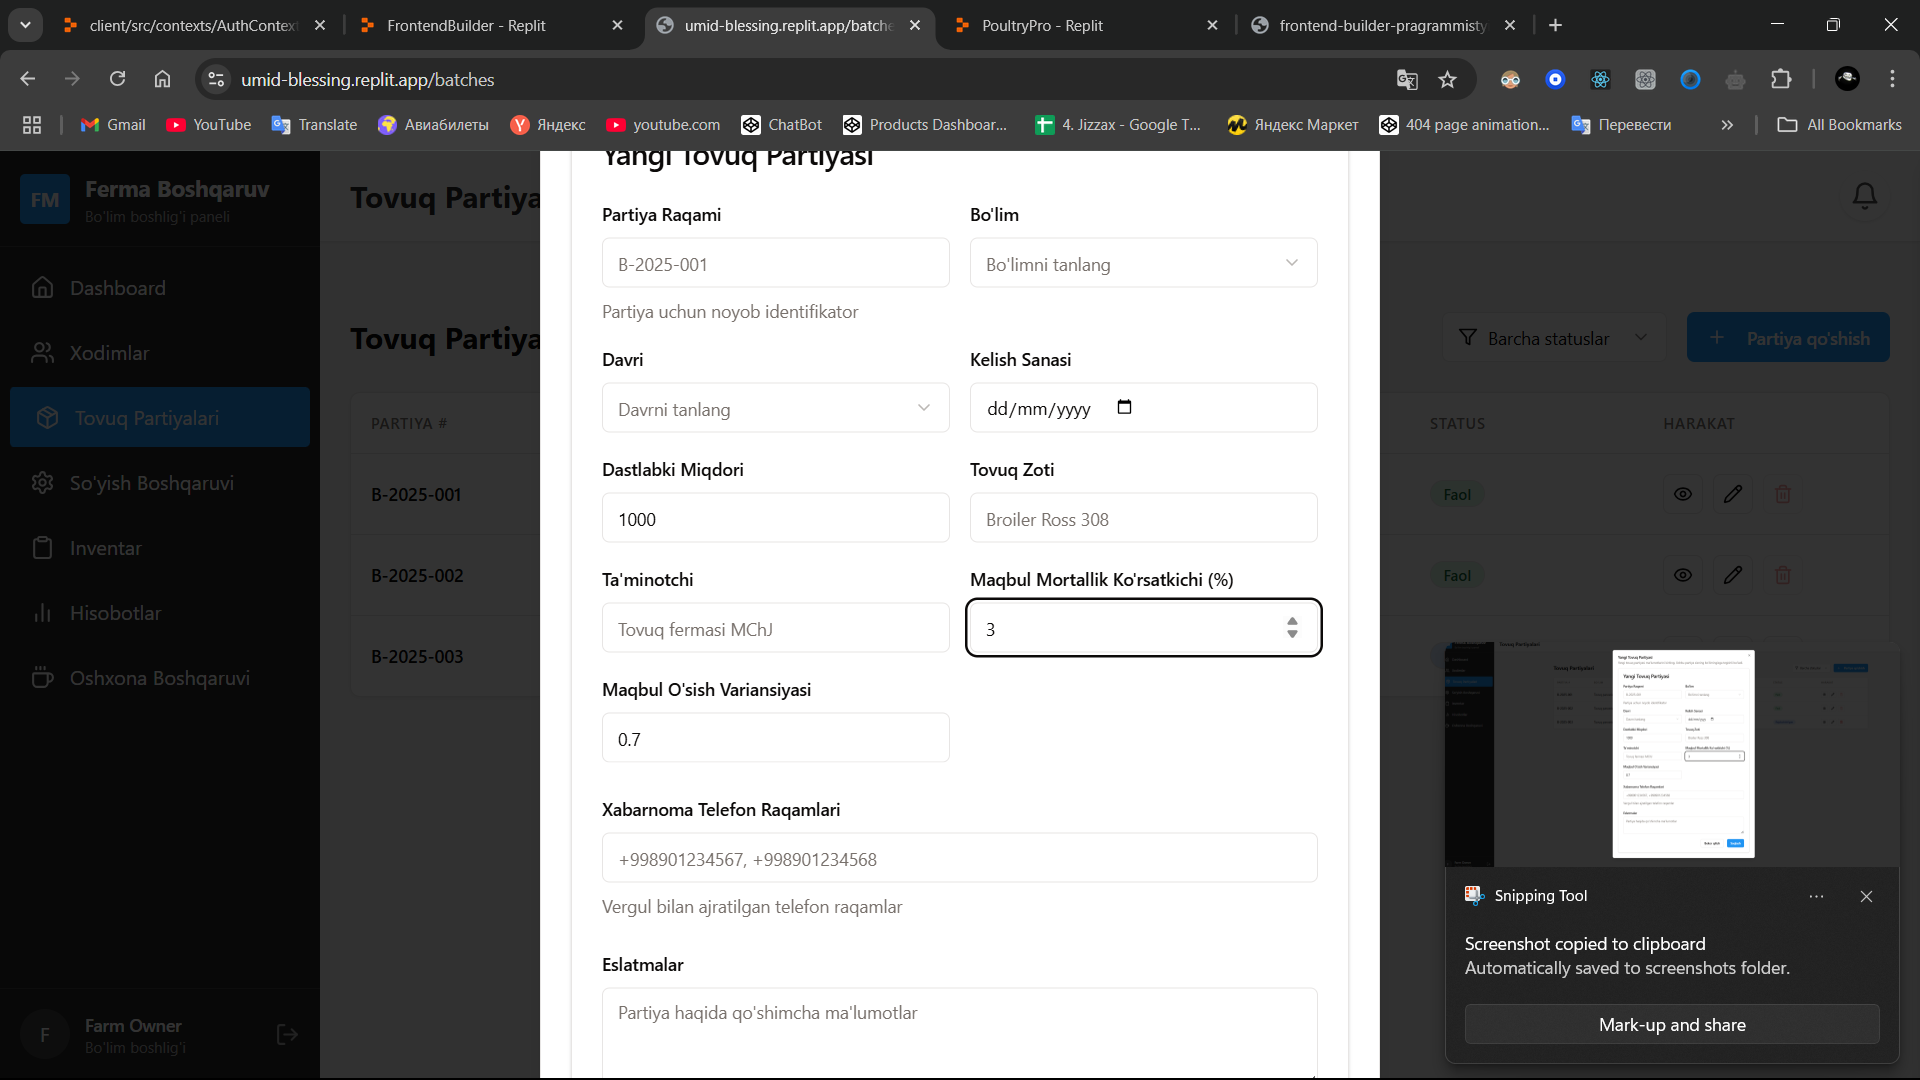 client/src/contexts/AuthContex
FrontendBuilder - Replit
umid-blessing.replit.app/batche
PoultryPro - Replit
frontend-builder-pragrammisty
umid-blessing.replit.app/batches
Gmail
YouTube
Translate
Авиабилеты
Яндекс
youtube.com
ChatBot
Products Dashboar...
4. Jizzax - Google T...
Яндекс Маркет
404 page animation...
Перевести
All Bookmarks
FM
Ferma Boshqaruv
Bo'lim boshlig'i paneli
Dashboard
Xodimlar
Tovuq Partiyalari
So'yish Boshqaruvi
Inventar
Hisobotlar
Oshxona Boshqaruvi
F
Farm Owner
Bo'lim boshlig'i
Tovuq Partiya
Tovuq Partiya
Barcha statuslar
+ Partiya qo'shish
PARTIYA #
STATUS
HARAKAT
B-2025-001
Faol
B-2025-002
Faol
B-2025-003
Yangi Tovuq Partiyasi
Partiya Raqami
Bo'lim
B-2025-001
Bo'limni tanlang
Partiya uchun noyob identifikator
Davri
Kelish Sanasi
Davrni tanlang
dd/mm/yyyy
Dastlabki Miqdori
Tovuq Zoti
1000
Broiler Ross 308
Ta'minotchi
Maqbul Mortallik Ko'rsatkichi (%)
Tovuq fermasi MChJ
3
Maqbul O'sish Variansiyasi
0.7
Xabarnoma Telefon Raqamlari
+998901234567, +998901234568
Vergul bilan ajratilgan telefon raqamlar
Eslatmalar
Partiya haqida qo'shimcha ma'lumotlar
Snipping Tool
Screenshot copied to clipboard
Automatically saved to screenshots folder.
Mark-up and share